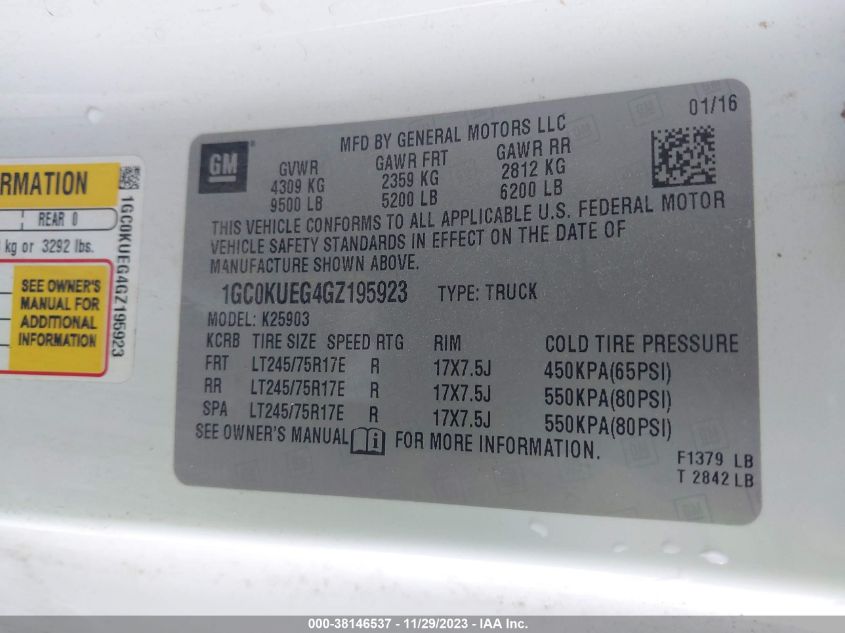 RMATION
REAR 0
kg or 3292 lbs.
SEE OWNER'S
MANUAL FOR
ADDITIONAL
INFORMATION
1GC0KUEG4GZ195923
01/16
GM
MFD BY GENERAL MOTORS LLC
GVWR GAWR FRT GAWR RR
4309 KG 2359 KG 2812 KG
9500 LB 5200 LB 6200 LB
THIS VEHICLE CONFORMS TO ALL APPLICABLE U.S. FEDERAL MOTOR
VEHICLE SAFETY STANDARDS IN EFFECT ON THE DATE OF
MANUFACTURE SHOWN ABOVE.
1GC0KUEG4GZ195923 TYPE: TRUCK
MODEL: K25903
KCRB TIRE SIZE SPEED RTG RIM COLD TIRE PRESSURE
FRT LT245/75R17E R 17X7.5J 450KPA(65PSI)
RR LT245/75R17E R 17X7.5J 550KPA(80PSI)
SPA LT245/75R17E R 17X7.5J 550KPA(80PSI)
SEE OWNER'S MANUAL FOR MORE INFORMATION.
F1379 LB
T 2842 LB
000-38146537 - 11/29/2023 - IAA Inc.